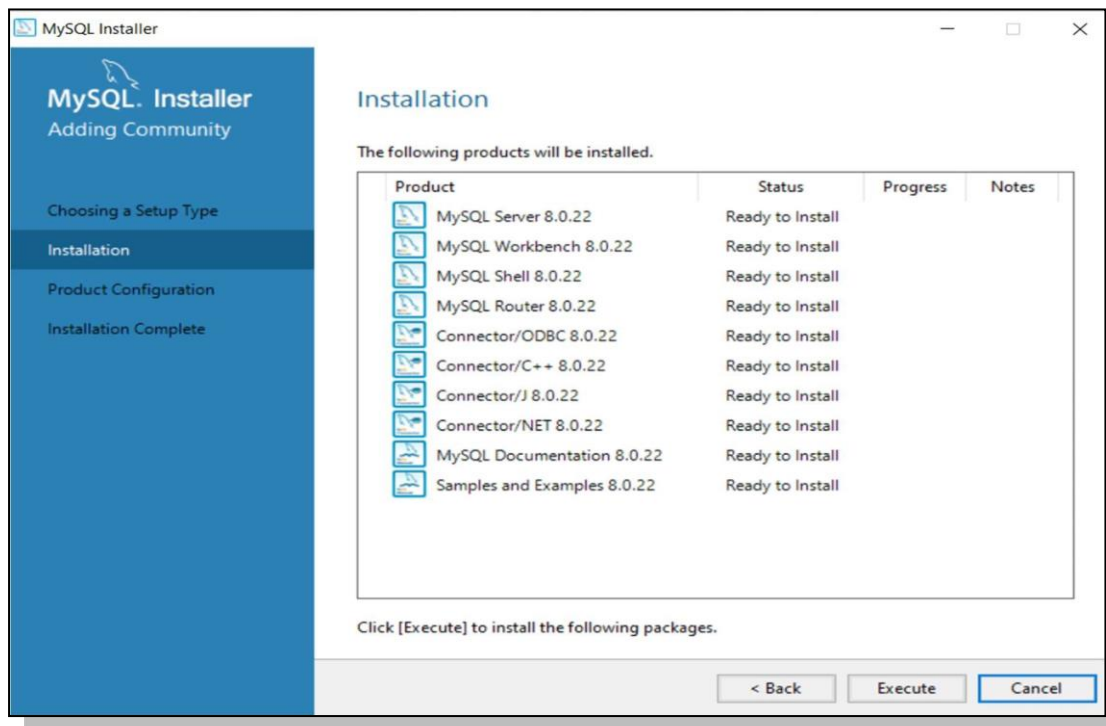 MySQL Installer
MySQL. Installer
Adding Community
Choosing a Setup Type
Installation
Product Configuration
Installation Complete
Installation
The following products will be installed.
Product Status Progress Notes
MySQL Server 8.0.22 Ready to Install
MySQL Workbench 8.0.22 Ready to Install
MySQL Shell 8.0.22 Ready to Install
MySQL Router 8.0.22 Ready to Install
Connector/ODBC 8.0.22 Ready to Install
Connector/C++ 8.0.22 Ready to Install
Connector/J 8.0.22 Ready to Install
Connector/NET 8.0.22 Ready to Install
MySQL Documentation 8.0.22 Ready to Install
Samples and Examples 8.0.22 Ready to Install
Click [Execute] to install the following packages.
< Back Execute Cancel